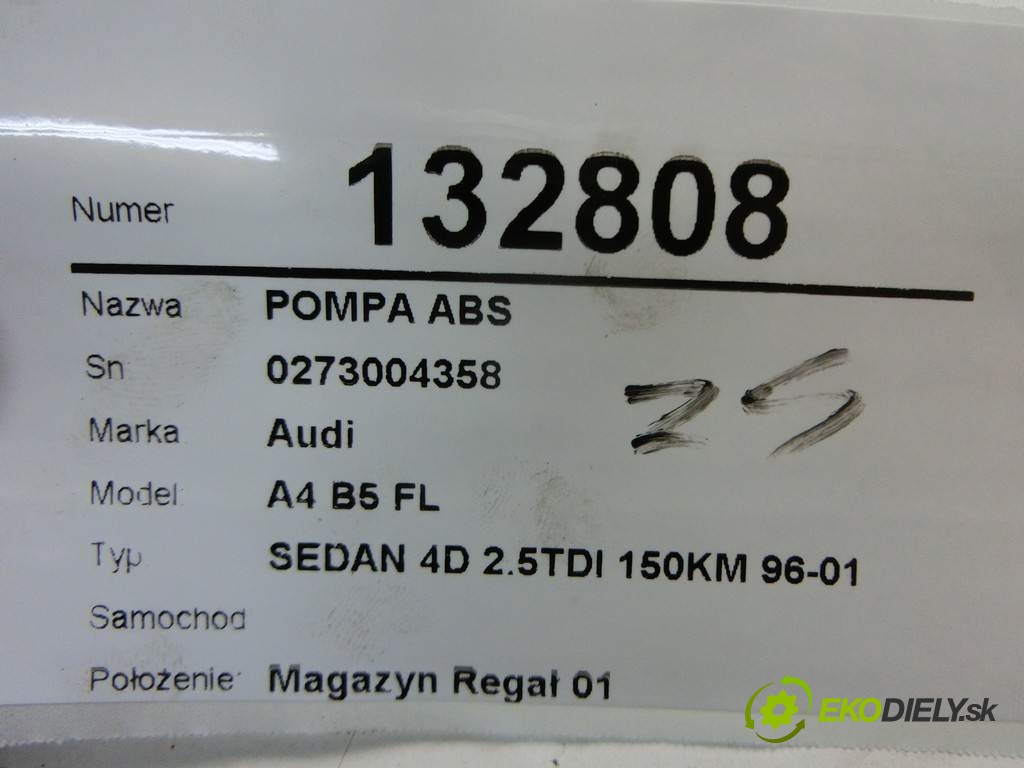 Numer 132808
Nazwa POMPA ABS
Sn 0273004358
Marka Audi
25
Model A4 B5 FL
Typ SEDAN 4D 2.5TDI 150KM 96-01
Samochod
Położenie Magazyn Regał 01
EKODIELY.sk